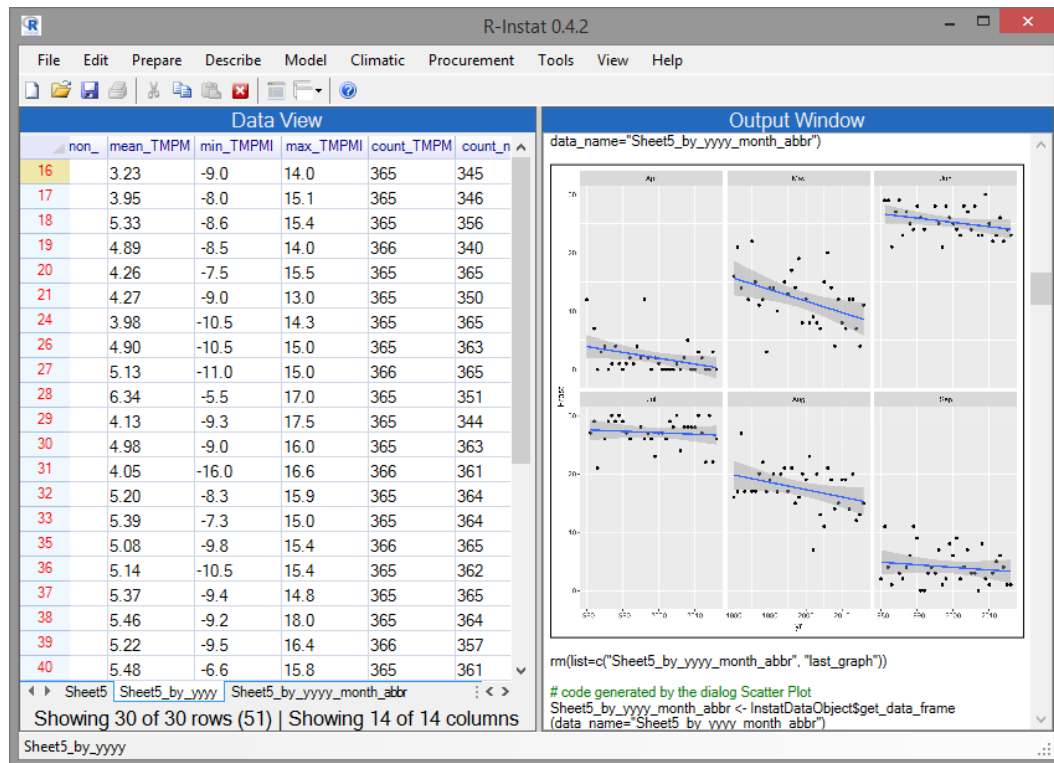 R-Instat 0.4.2
File Edit Prepare Describe Model Climatic Procurement Tools View Help
Data View
non_ mean_TMPM min_TMPMI max_TMPMI count_TMPM count_n
16 3.23 -9.0 14.0 365 345
17 3.95 -8.0 15.1 365 346
18 5.33 -8.6 15.4 365 356
19 4.89 -8.5 14.0 366 340
20 4.26 -7.5 15.5 365 365
21 4.27 -9.0 13.0 365 350
24 3.98 -10.5 14.3 365 365
26 4.90 -10.5 15.0 365 363
27 5.13 -11.0 15.0 366 365
28 6.34 -5.5 17.0 365 351
29 4.13 -9.3 17.5 365 344
30 4.98 -9.0 16.0 365 363
31 4.05 -16.0 16.6 366 361
32 5.20 -8.3 15.9 365 364
33 5.39 -7.3 15.0 365 364
35 5.08 -9.8 15.4 366 365
36 5.14 -10.5 15.4 365 362
37 5.37 -9.4 14.8 365 365
38 5.46 -9.2 18.0 365 364
39 5.22 -9.5 16.4 366 357
40 5.48 -6.6 15.8 365 361
Sheet5 Sheet5_by_yyyy Sheet5_by_yyyy_month_abbr
Showing 30 of 30 rows (51) | Showing 14 of 14 columns
Output Window
data_name="Sheet5_by_yyyy_month_abbr")
Jul Aug Sep
yr
rm(list=c("Sheet5_by_yyyy_month_abbr", "last_graph"))
# code generated by the dialog Scatter Plot
Sheet5_by_yyyy_month_abbr <- InstatDataObject$get_data_frame
(data_name="Sheet5_by_yyyy_month_abbr")
Sheet5_by_yyyy